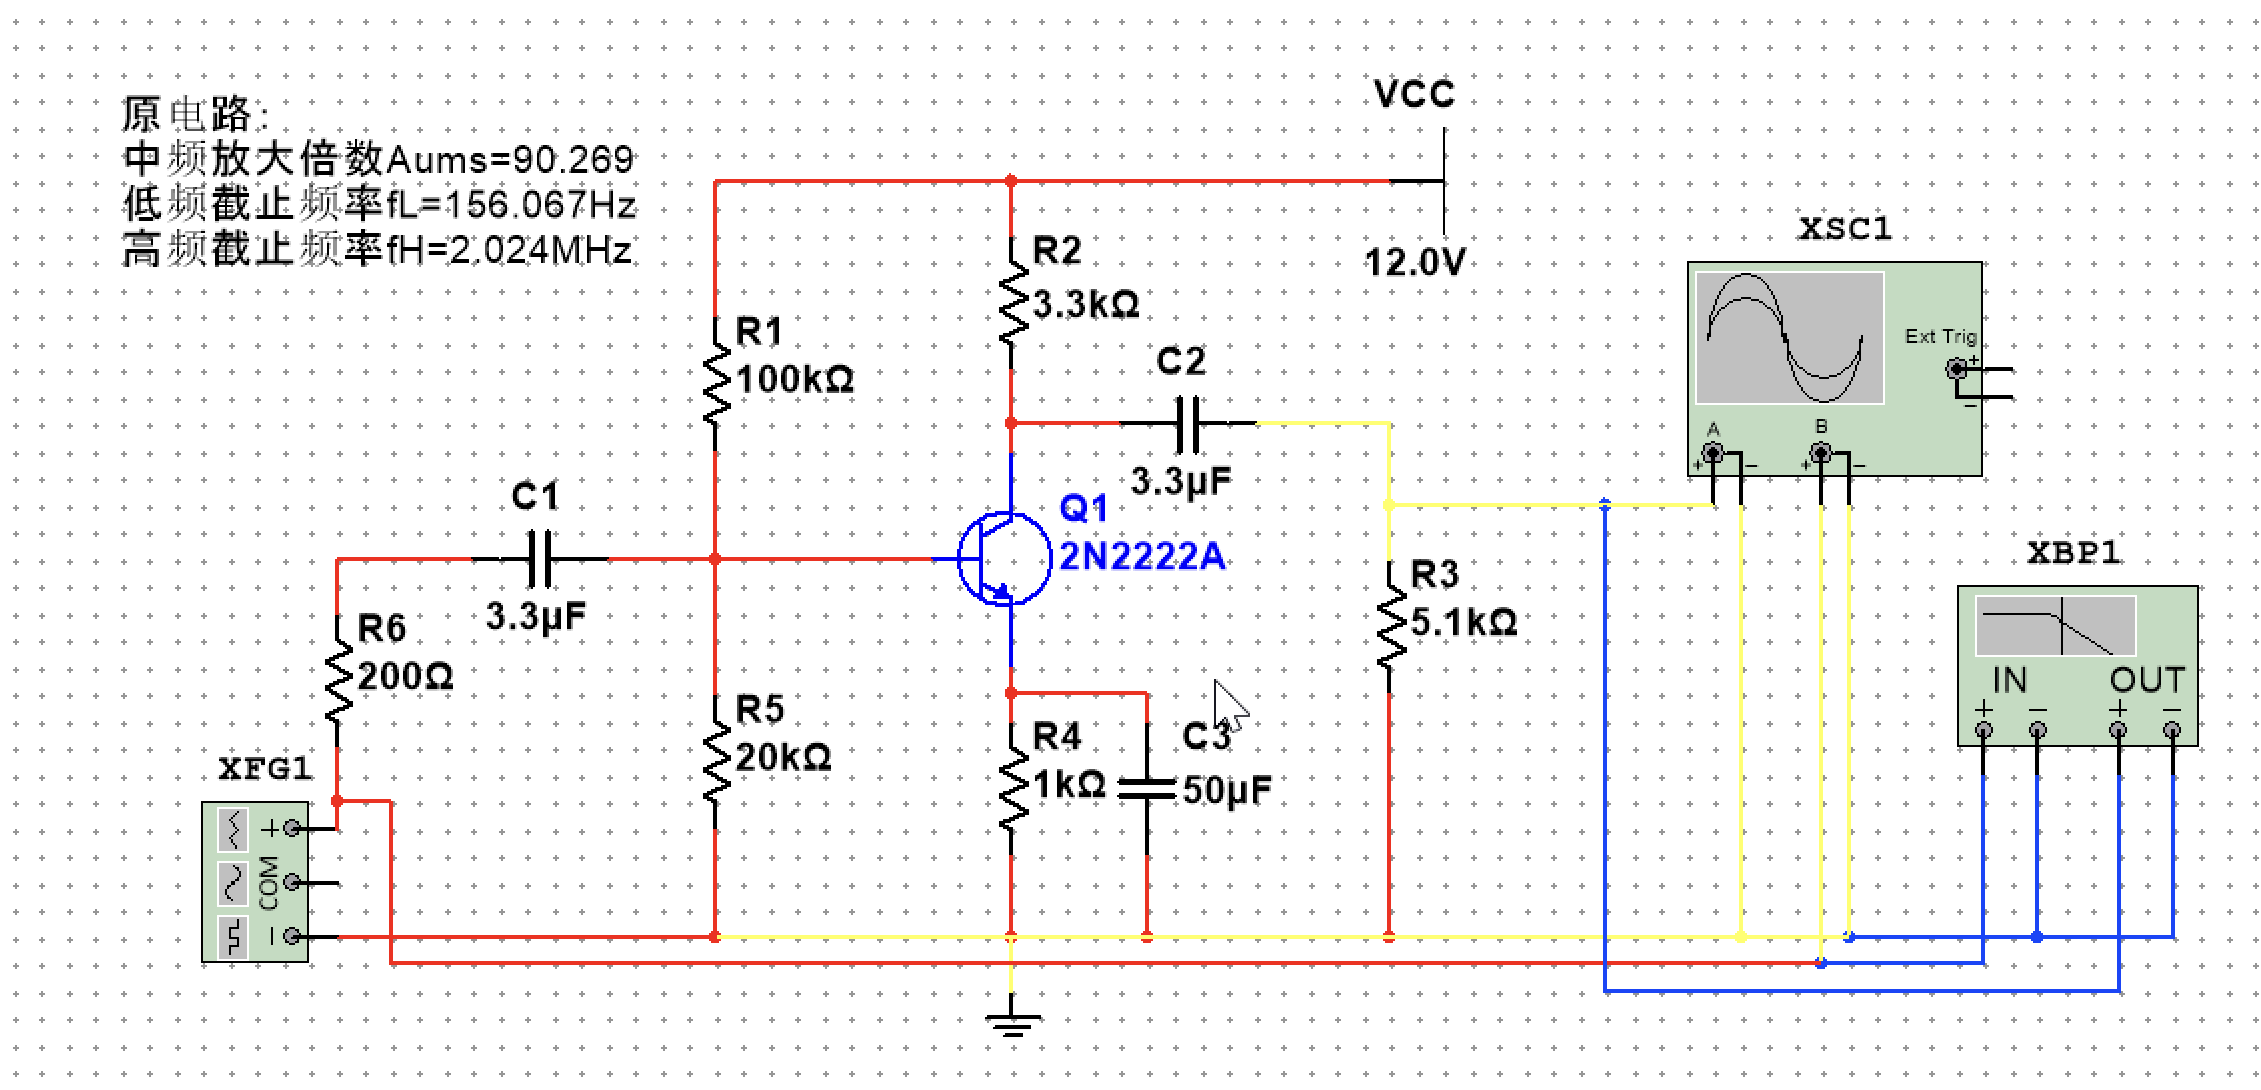 原电路:
中频放大倍数Aums=90.269
低频截止频率fL=156.067Hz
高频截止频率fH=2.024MHz
VCC
12.0V
R2
3.3kΩ
R1
100kΩ
C2
3.3µF
XSC1
Ext Trig
+
−
A
B
+
−
+
−
C1
3.3µF
Q1
2N2222A
R3
5.1kΩ
XBP1
IN
OUT
+
−
+
−
R6
200Ω
R5
20kΩ
R4
1kΩ
C3
50µF
XFG1
+
COM
−